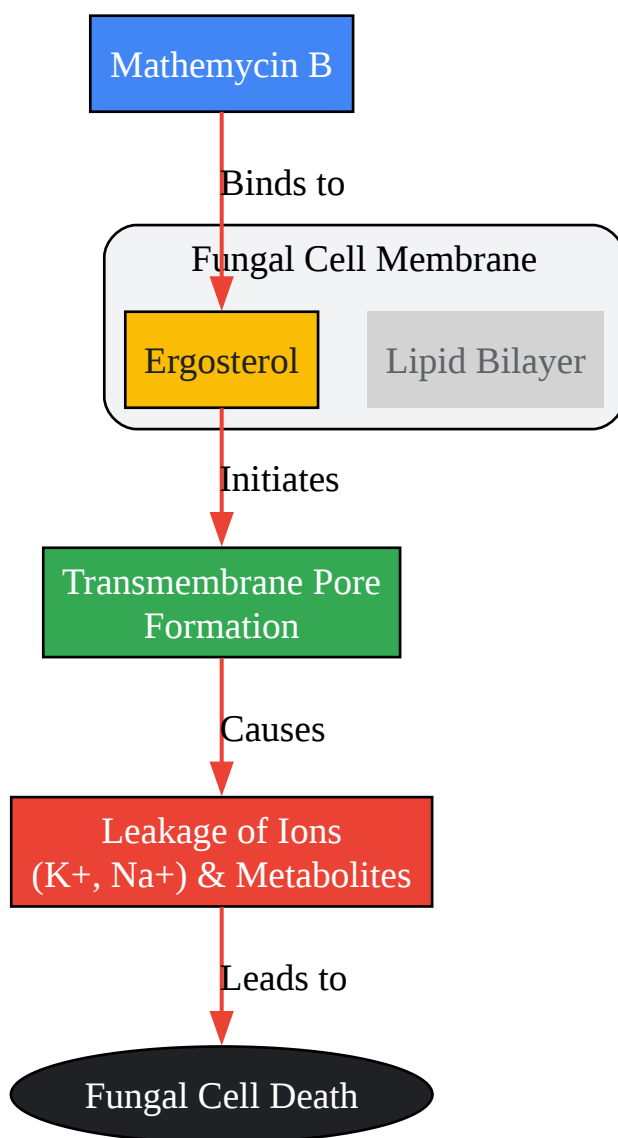 Mathemycin B
Binds to
Fungal Cell Membrane
Ergosterol
Lipid Bilayer
Initiates
Transmembrane Pore
Formation
Causes
Leakage of Ions
(K+, Na+) & Metabolites
Leads to
Fungal Cell Death